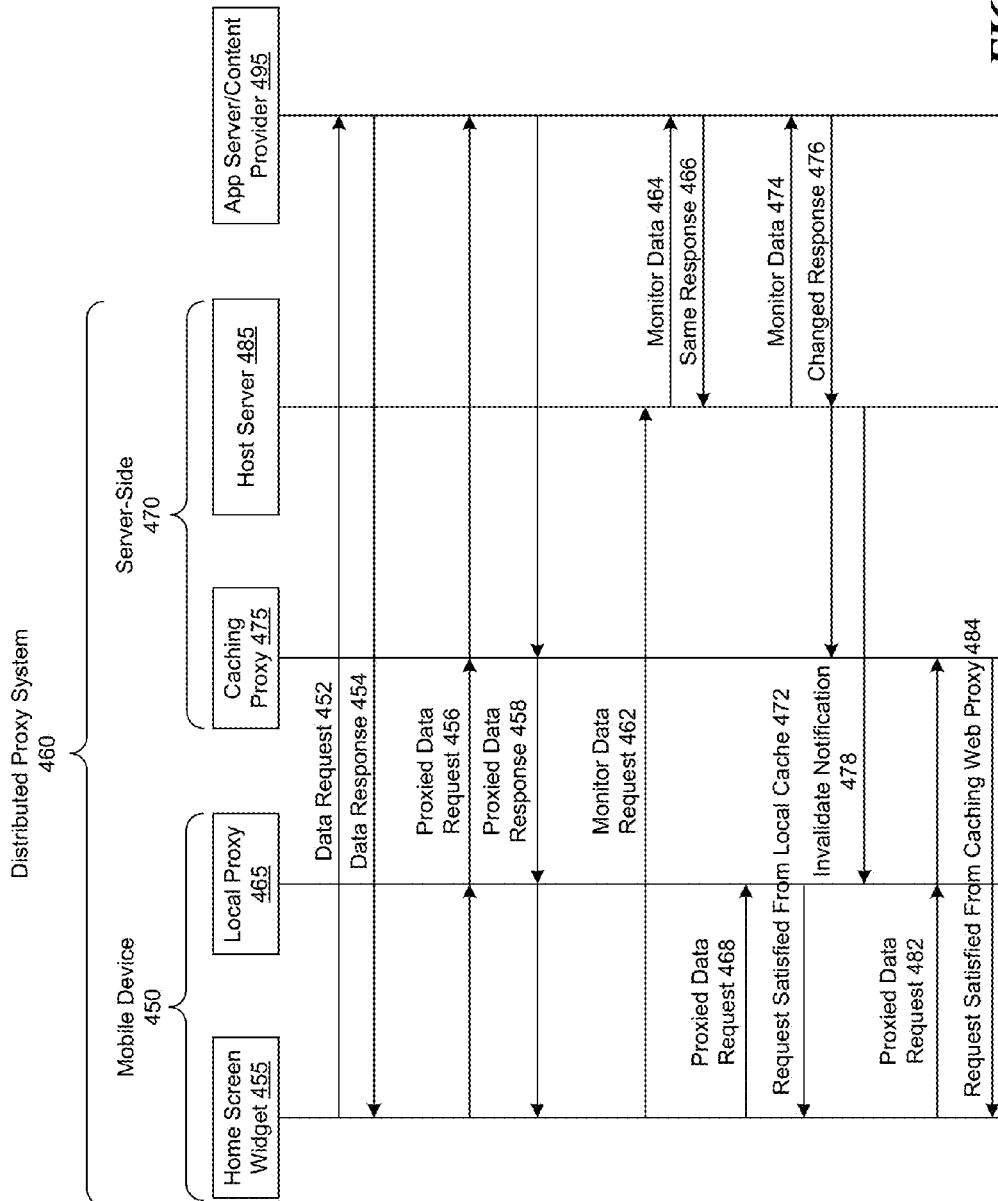 Distributed Proxy System
460
Mobile Device
450
Server-Side
470
Home Screen
Widget 455
Local Proxy
465
Caching
Proxy 475
Host Server 485
App Server/Content
Provider 495
Data Request 452
Data Response 454
Proxied Data
Request 456
Proxied Data
Response 458
Monitor Data
Request 462
Monitor Data 464
Same Response 466
Proxied Data
Request 468
Request Satisfied From Local Cache 472
Monitor Data 474
Changed Response 476
Invalidate Notification
478
Proxied Data
Request 482
Request Satisfied From Caching Web Proxy 484